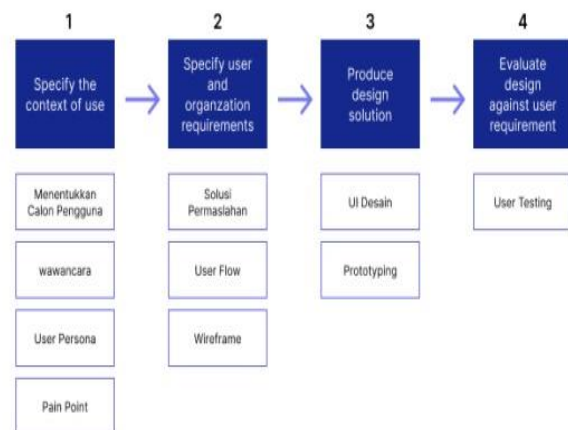 1
Specify the
context of use
Menentukkan
Calon Pengguna
wawancara
User Persona
Pain Point
2
Specify user
and
organzation
requirements
Solusi
Permaslahan
User Flow
Wireframe
3
Produce
design
solution
UI Desain
Prototyping
4
Evaluate
design
against user
requirement
User Testing